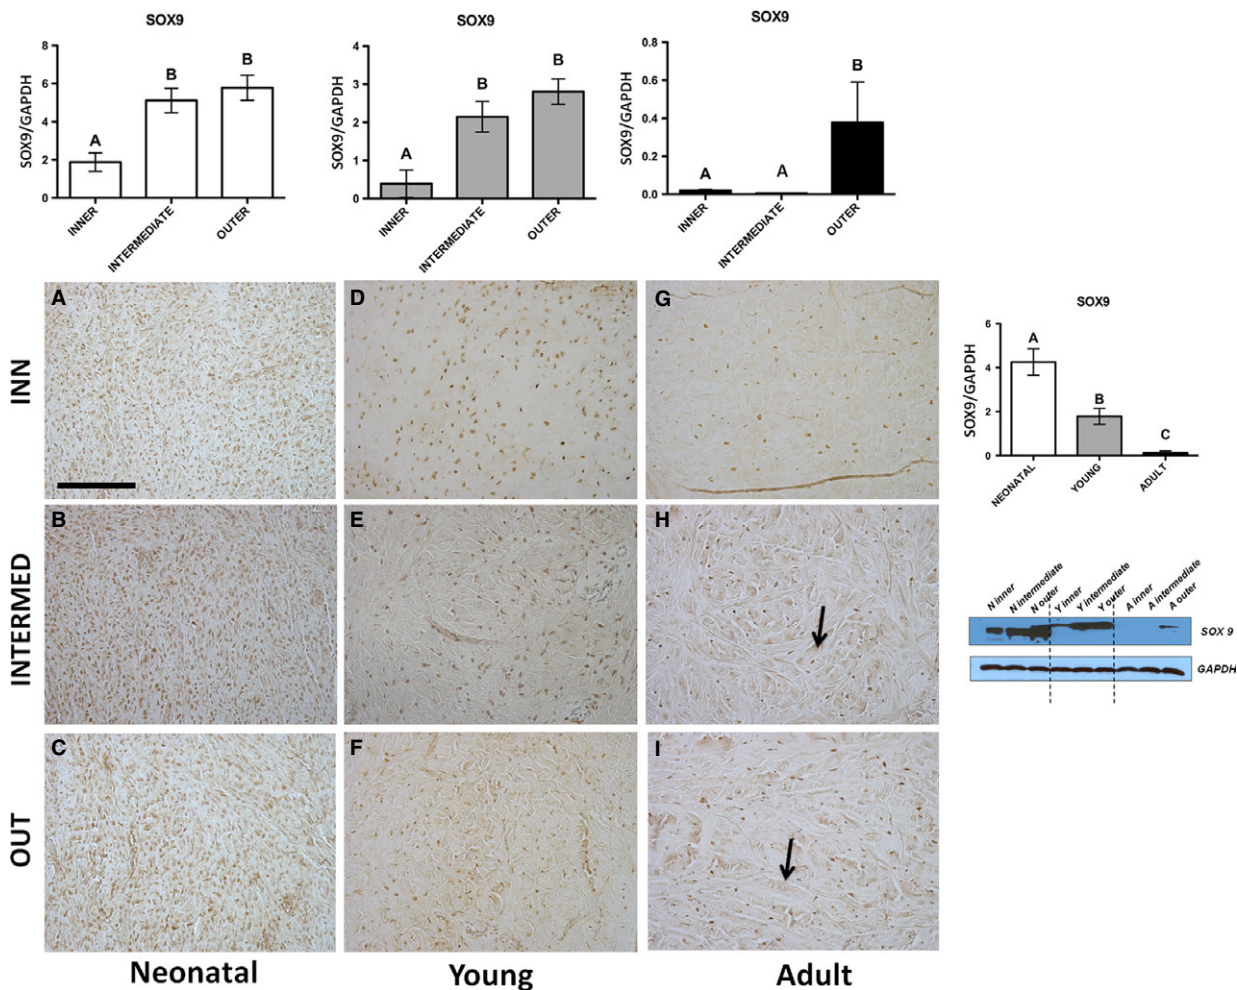 SOX9
SOX9/GAPDH
8
6
4
2
0
A
B
B
INNER
INTERMEDIATE
OUTER
SOX9
SOX9/GAPDH
4
3
2
1
0
A
B
B
INNER
INTERMEDIATE
OUTER
SOX9
SOX9/GAPDH
0.8
0.6
0.4
0.2
0.0
A
A
B
INNER
INTERMEDIATE
OUTER
INN
A
D
G
INTERMED
B
E
H
OUT
C
F
I
Neonatal
Young
Adult
SOX9
SOX9/GAPDH
6
4
2
0
A
B
C
NEONATAL
YOUNG
ADULT
N inner
N intermediate
N outer
Y inner
Y intermediate
Y outer
A inner
A intermediate
A outer
SOX 9
GAPDH